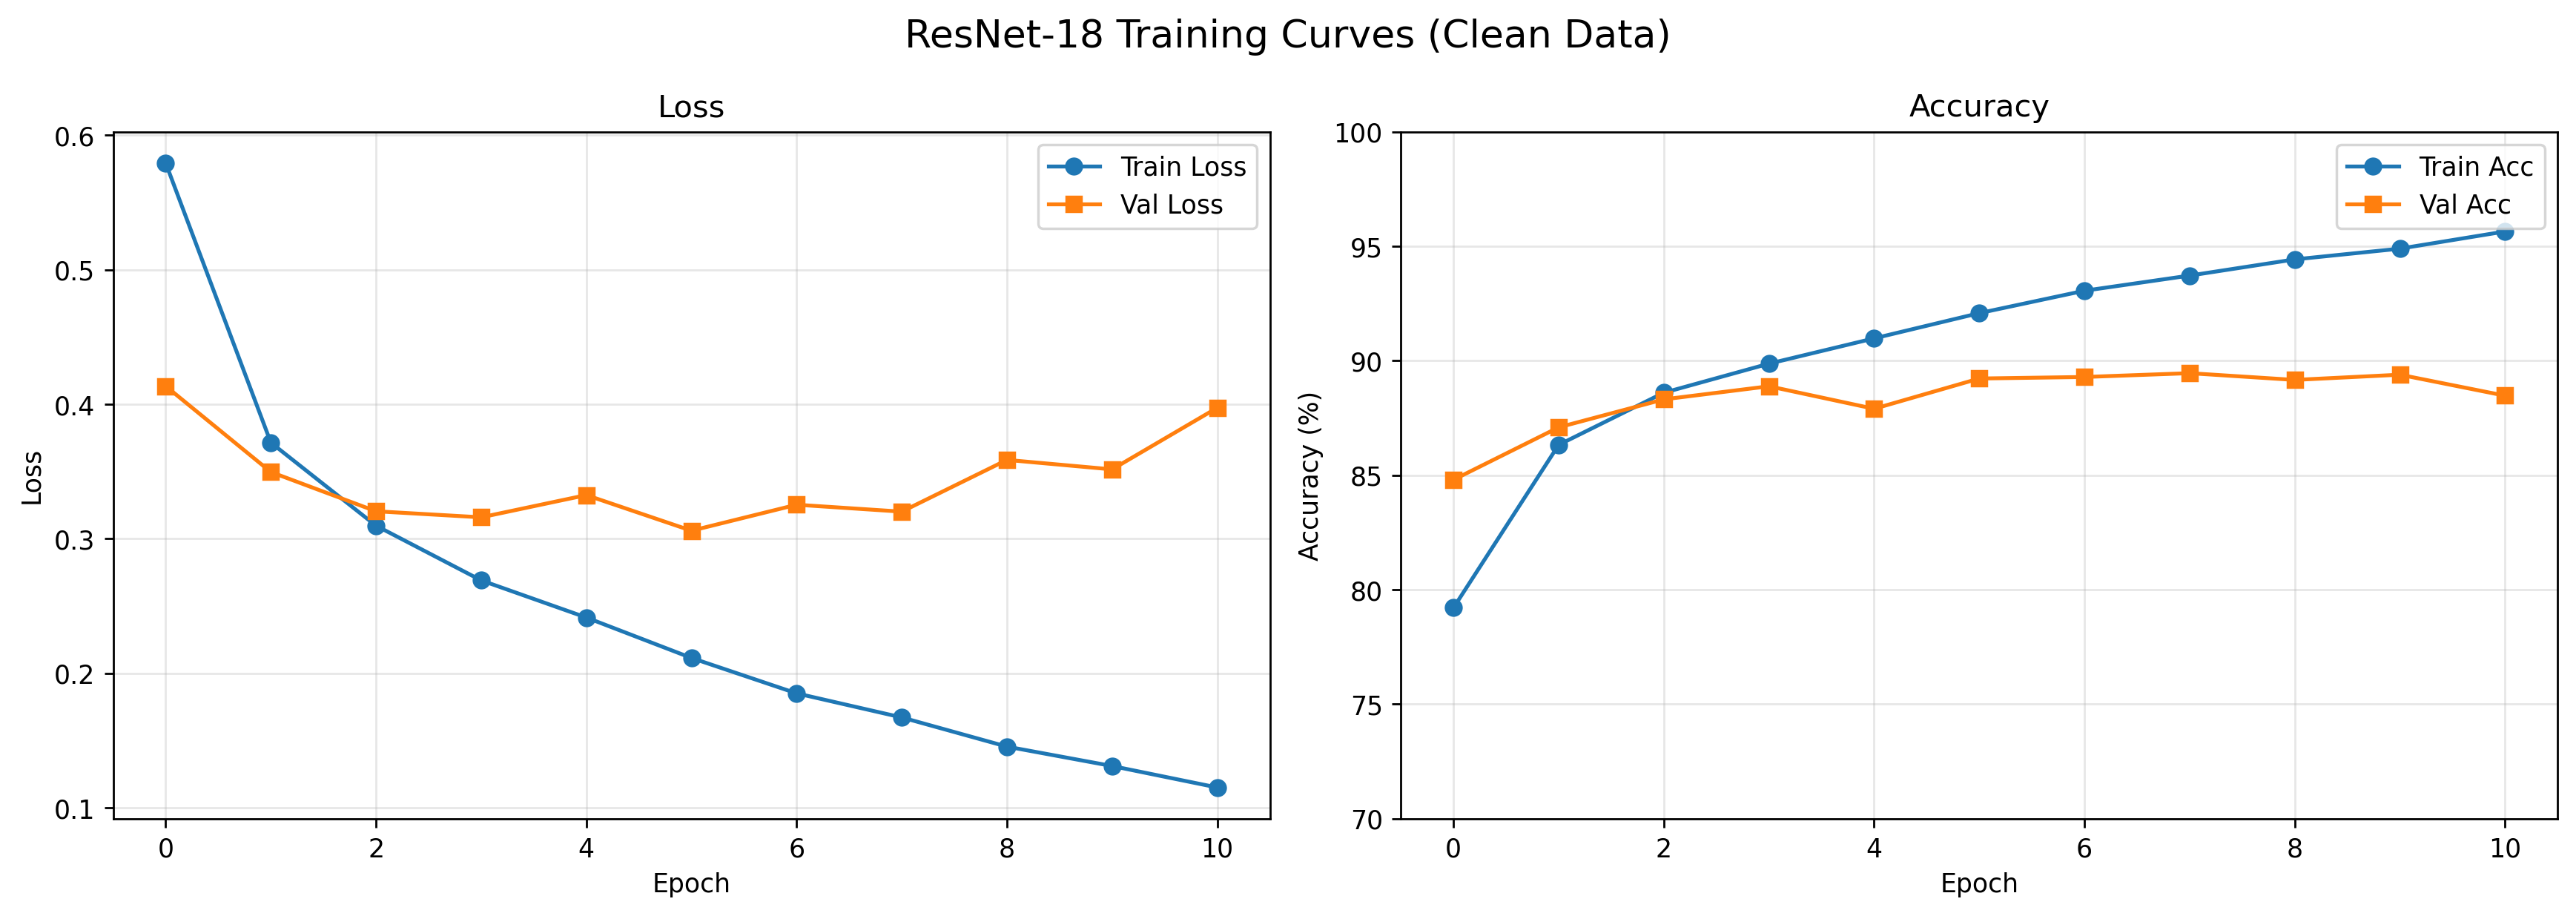 ResNet-18 Training Curves (Clean Data)
Loss
0.6
0.5
0.4
0.3
0.2
0.1
Loss
Train Loss
Val Loss
0 2 4 6 8 10
Epoch
Accuracy
100
95
90
85
80
75
70
Accuracy (%)
Train Acc
Val Acc
0 2 4 6 8 10
Epoch